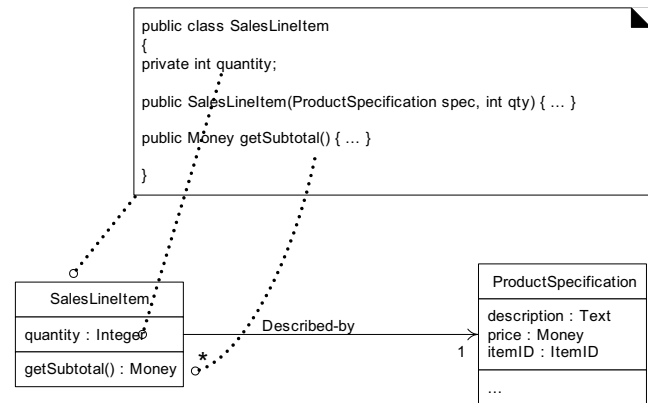 public class SalesLineItem
{
private int quantity;
public SalesLineItem(ProductSpecification spec, int qty) { ... }
public Money getSubtotal() { ... }
}
SalesLineItem
quantity : Integer
getSubtotal() : Money
Described-by
*
1
ProductSpecification
description : Text
price : Money
itemID : ItemID
...